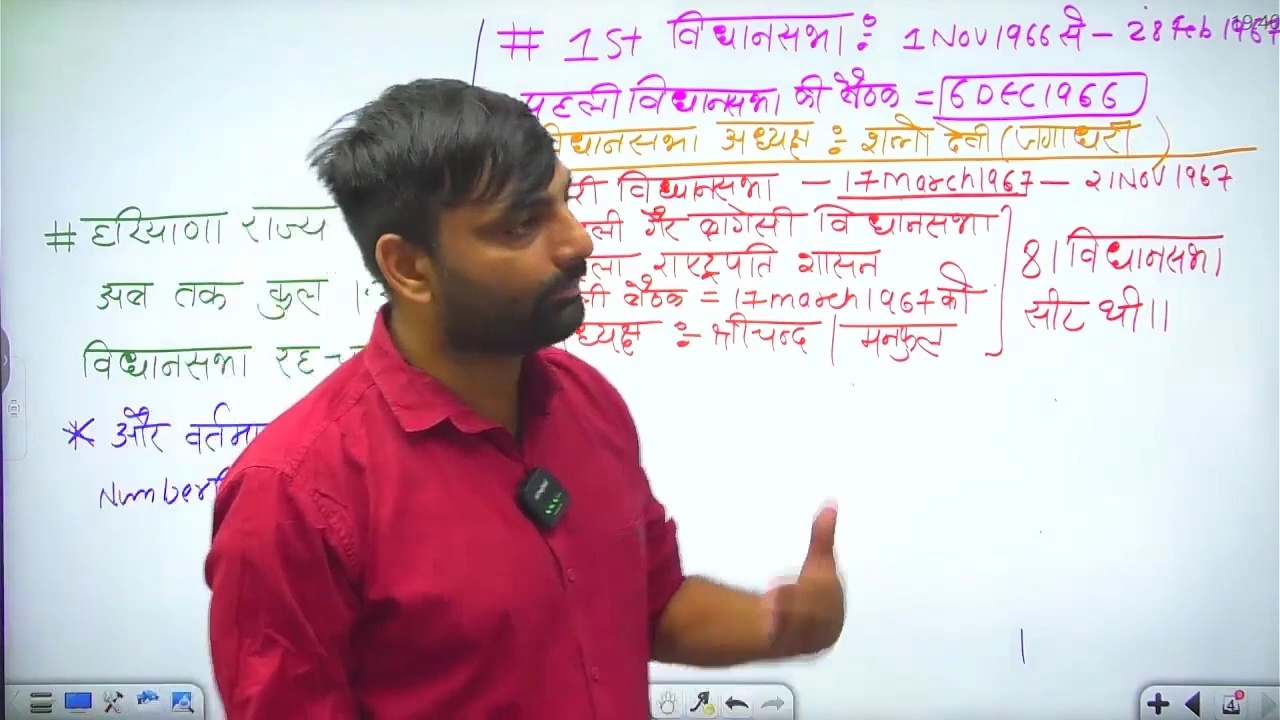 # हरियाणा राज्य
अब तक कुल
विधानसभा रह
* और वर्तमा
Number
# 1st विधानसभा : 1 Nov 1966 से - 28 Feb 1967
पहली विधानसभा की बैठक = 6 DEC 1966
विधानसभा अध्यक्ष :- शन्नो देवी (जगाधरी)
री विधानसभा - 17 march 1967 - 21 NOV 1967
ली गैर कांगेसी विधानसभा
ला राष्ट्रपति शासन
ली बैठक = 17 march 1967 को
ध्यक्ष :- श्रीचन्द | मनफुल
81 विधानसभा
सीट थी॥
4